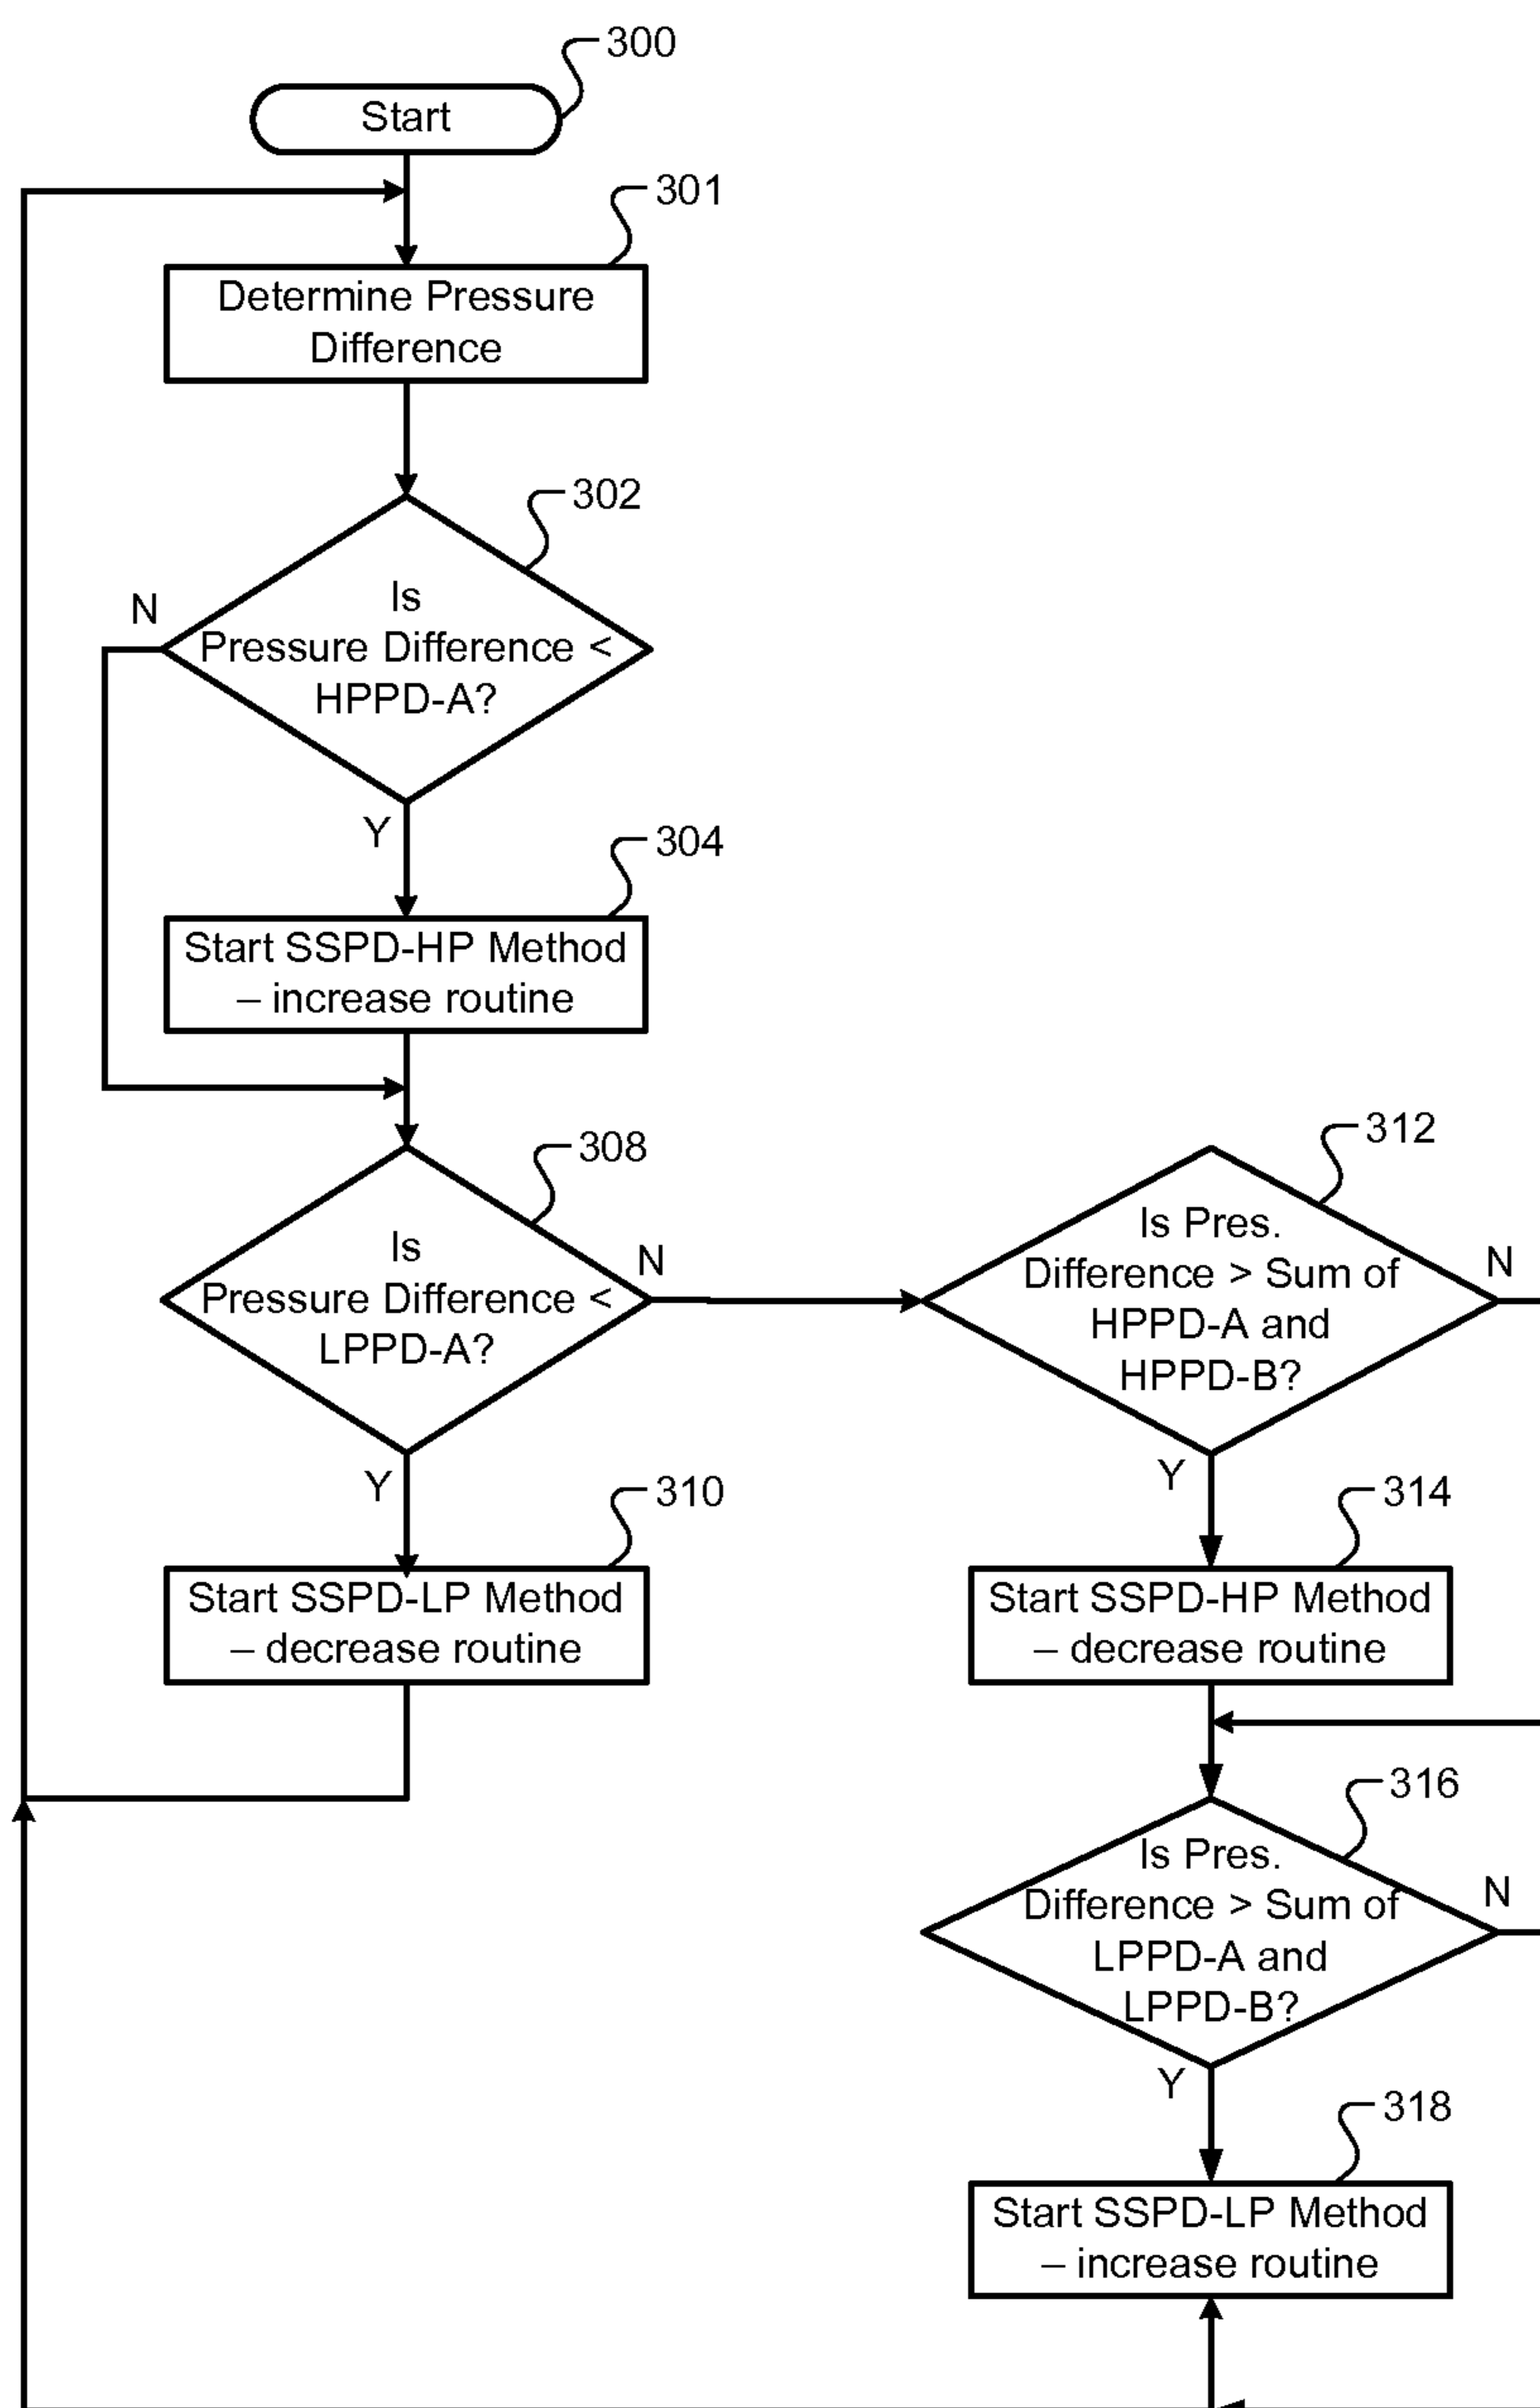 300
Start
301
Determine Pressure
Difference
302
Is
Pressure Difference <
HPPD-A?
N
Y
304
Start SSPD-HP Method
– increase routine
308
Is
Pressure Difference <
LPPD-A?
N
Y
310
Start SSPD-LP Method
– decrease routine
312
Is Pres.
Difference > Sum of
HPPD-A and
HPPD-B?
N
Y
314
Start SSPD-HP Method
– decrease routine
316
Is Pres.
Difference > Sum of
LPPD-A and
LPPD-B?
N
Y
318
Start SSPD-LP Method
– increase routine